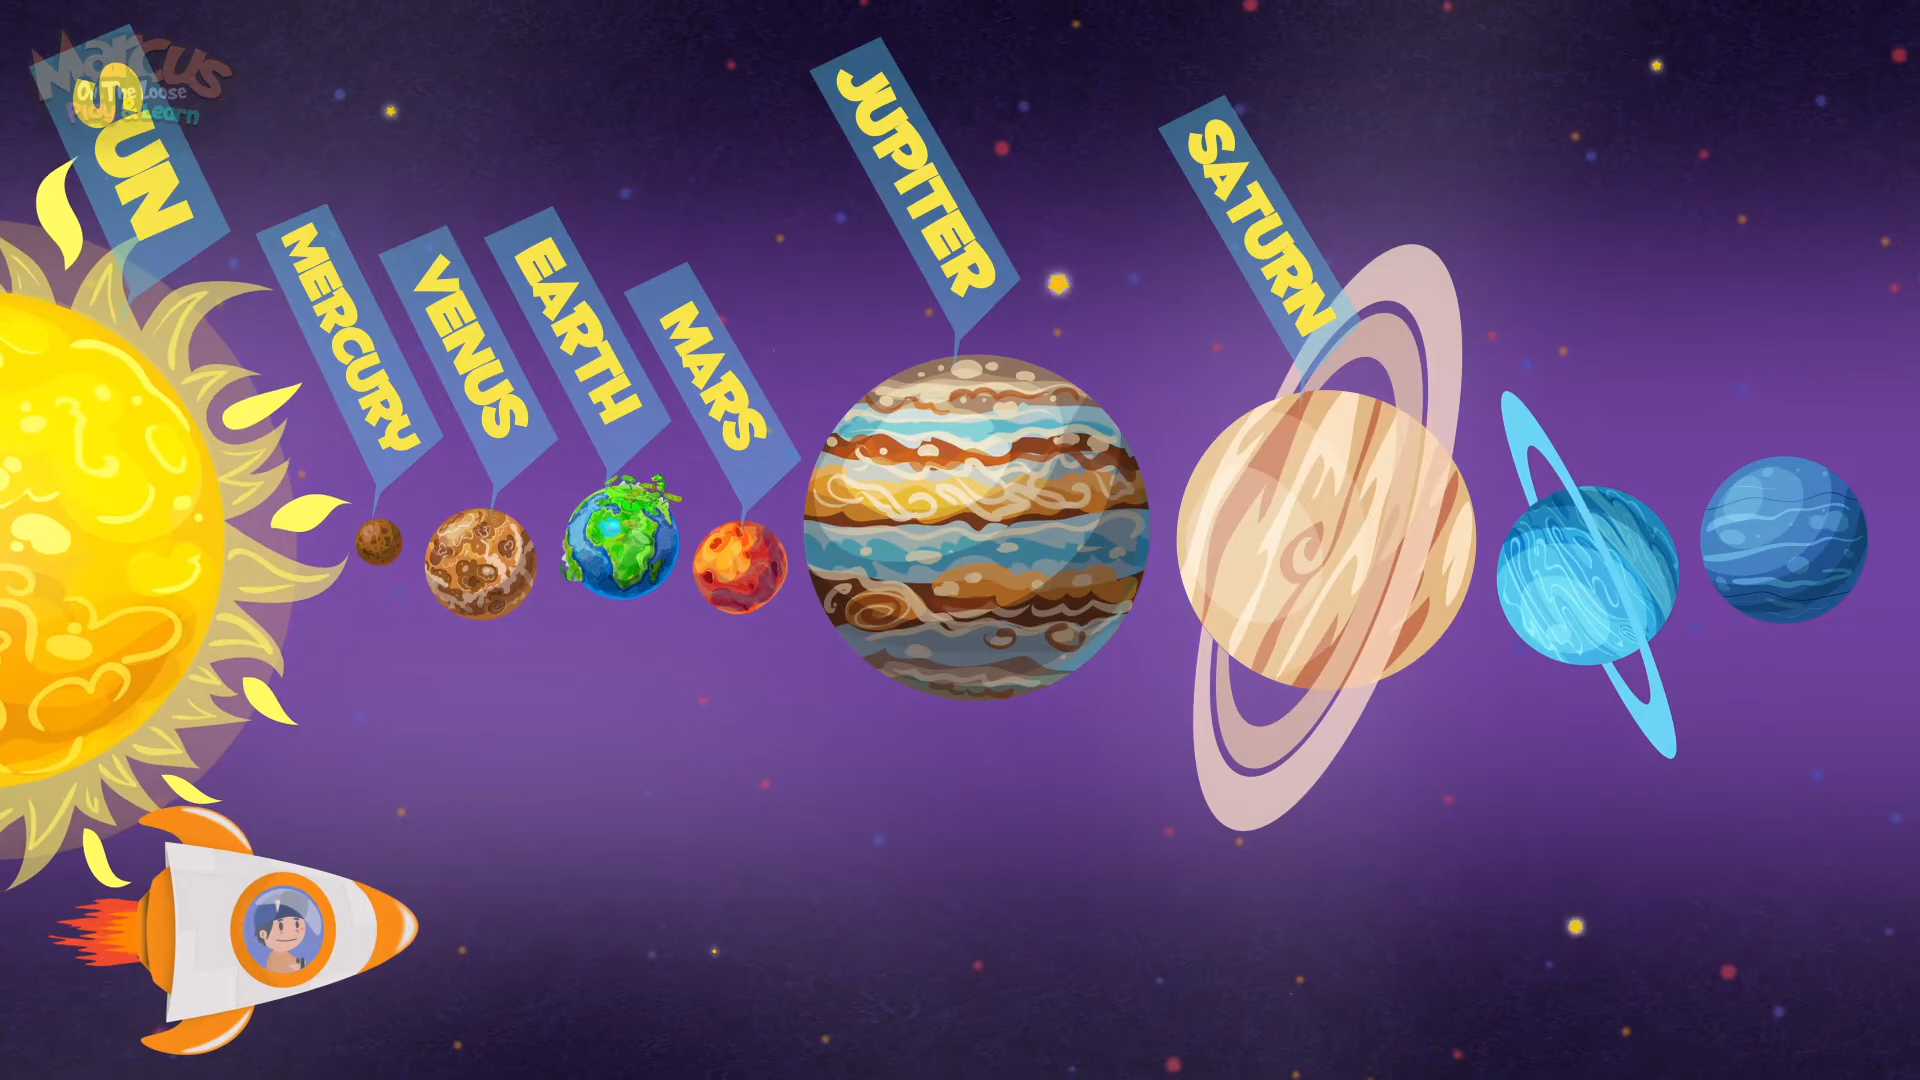 Marcus
On The Loose
Play & Learn
SUN
MERCURY
VENUS
EARTH
MARS
JUPITER
SATURN